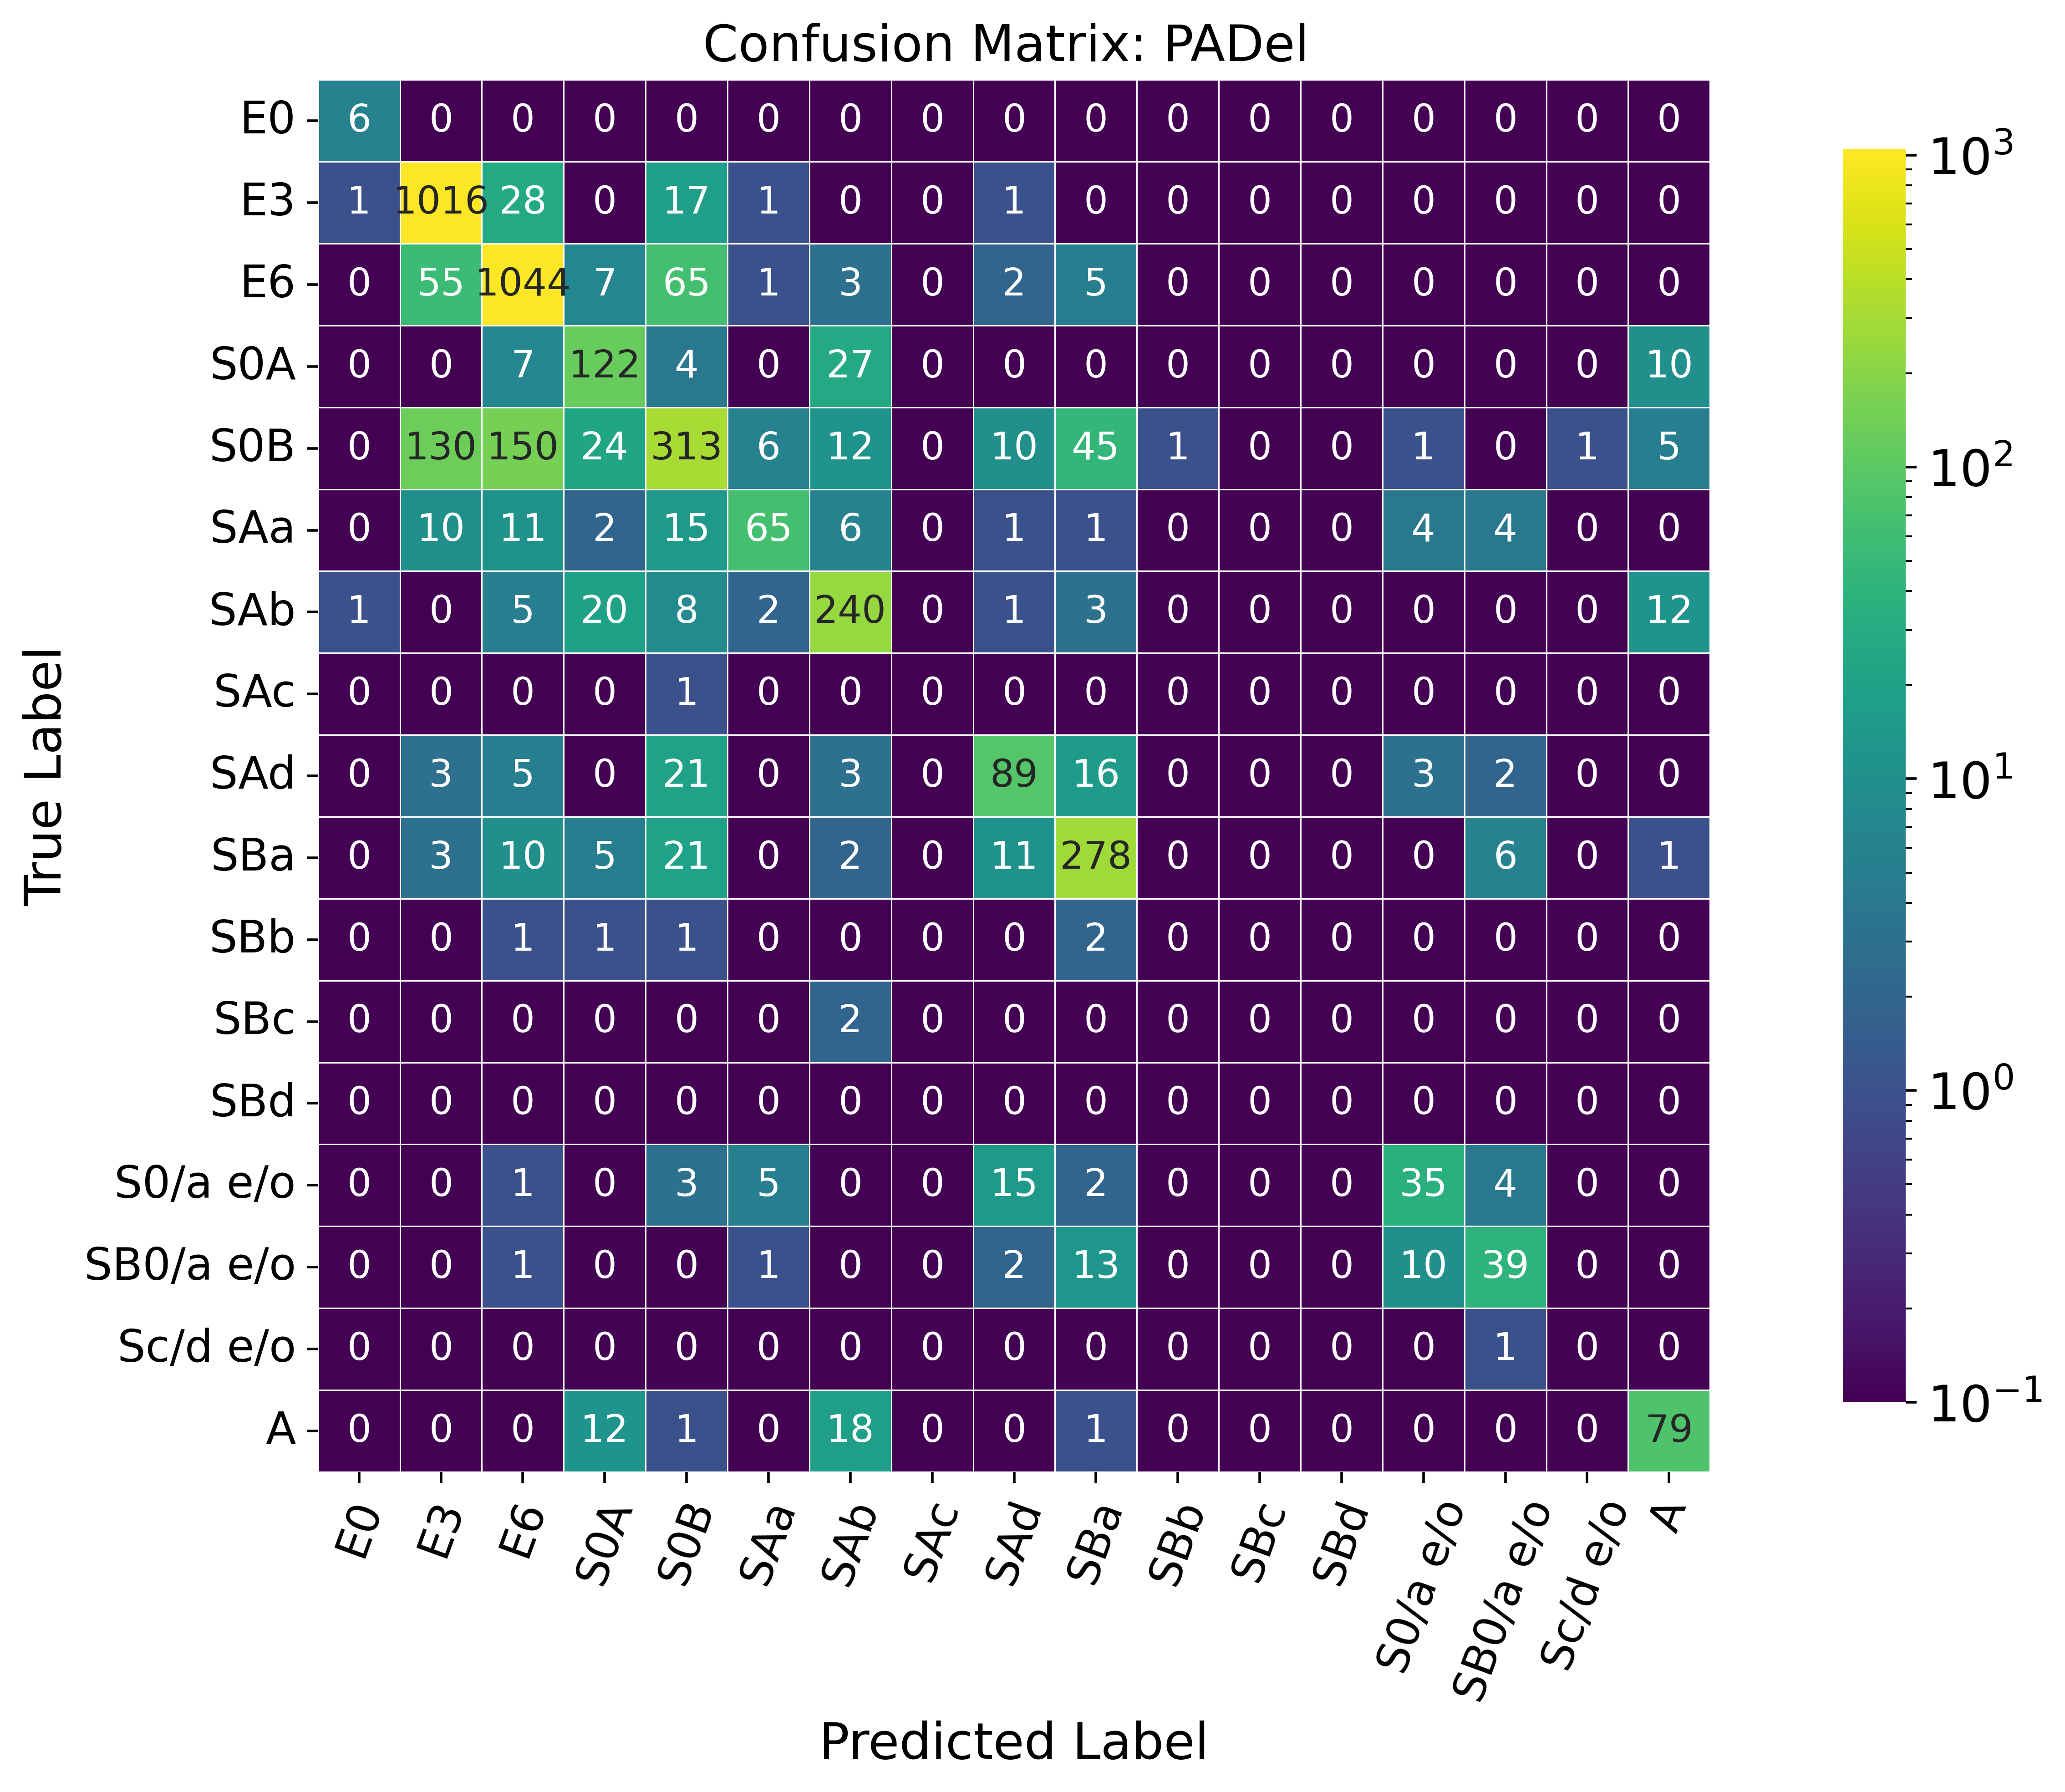 Confusion Matrix: PADel
E0 6 0 0 0 0 0 0 0 0 0 0 0 0 0 0 0 0
E3 1 1016 28 0 17 1 0 0 1 0 0 0 0 0 0 0 0
E6 0 55 1044 7 65 1 3 0 2 5 0 0 0 0 0 0 0
S0A 0 0 7 122 4 0 27 0 0 0 0 0 0 0 0 0 10
S0B 0 130 150 24 313 6 12 0 10 45 1 0 0 1 0 1 5
SAa 0 10 11 2 15 65 6 0 1 1 0 0 0 4 4 0 0
SAb 1 0 5 20 8 2 240 0 1 3 0 0 0 0 0 0 12
SAc 0 0 0 0 1 0 0 0 0 0 0 0 0 0 0 0 0
SAd 0 3 5 0 21 0 3 0 89 16 0 0 0 3 2 0 0
SBa 0 3 10 5 21 0 2 0 11 278 0 0 0 0 6 0 1
SBb 0 0 1 1 1 0 0 0 0 2 0 0 0 0 0 0 0
SBc 0 0 0 0 0 0 2 0 0 0 0 0 0 0 0 0 0
SBd 0 0 0 0 0 0 0 0 0 0 0 0 0 0 0 0 0
S0/a e/o 0 0 1 0 3 5 0 0 15 2 0 0 0 35 4 0 0
SB0/a e/o 0 0 1 0 0 1 0 0 2 13 0 0 0 10 39 0 0
Sc/d e/o 0 0 0 0 0 0 0 0 0 0 0 0 0 0 1 0 0
A 0 0 0 12 1 0 18 0 0 1 0 0 0 0 0 0 79
E0 E3 E6 S0A S0B SAa SAb SAc SAd SBa SBb SBc SBd S0/a e/o SB0/a e/o Sc/d e/o A
Predicted Label
True Label
10³
10²
10¹
10⁰
10⁻¹